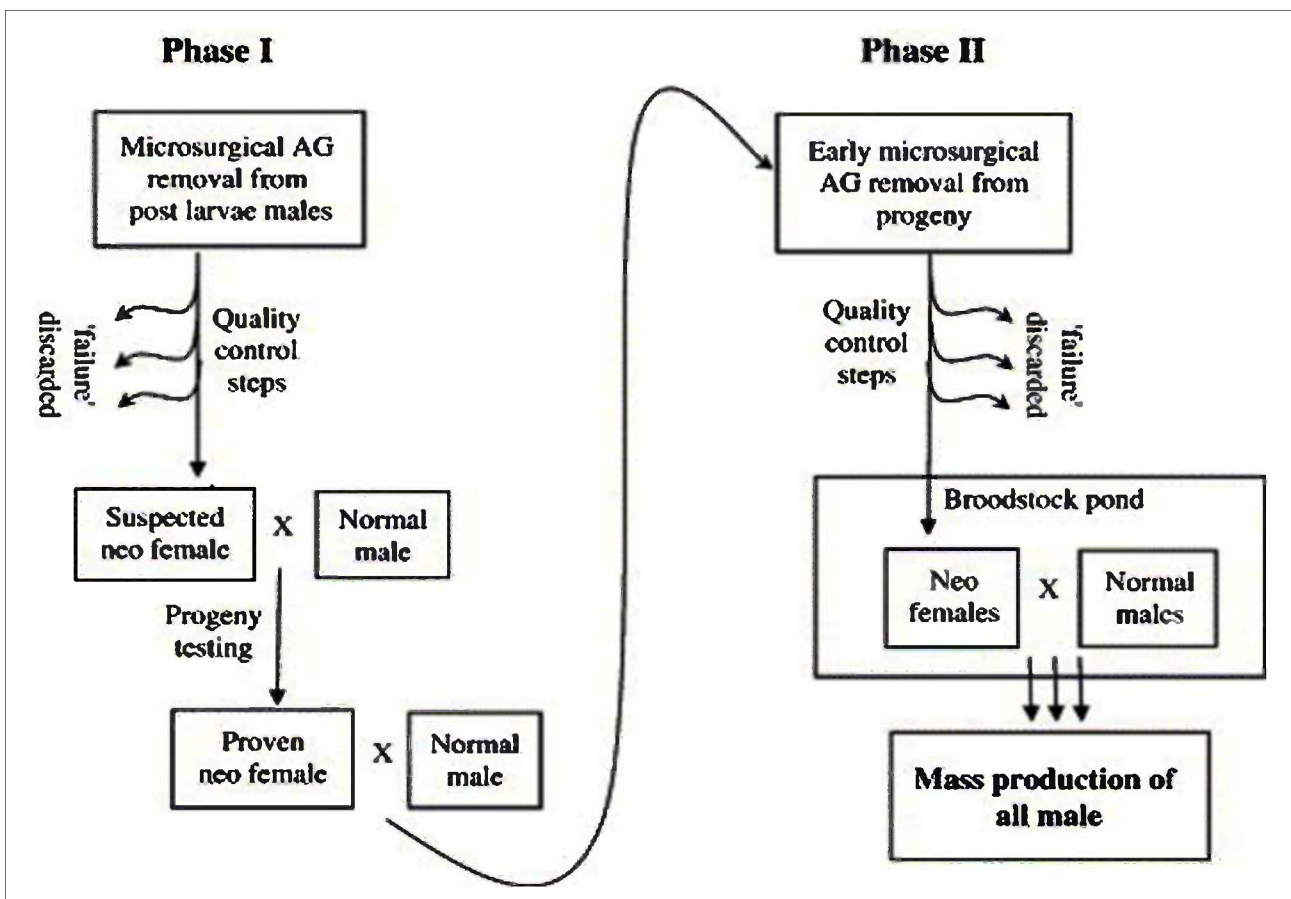 Phase I
Microsurgical AG
removal from
post larvae males
'failure'
discarded
Quality
control
steps
Suspected
neo female
X
Normal
male
Progeny
testing
Proven
neo female
X
Normal
male
Phase II
Early microsurgical
AG removal from
progeny
Quality
control
steps
'failure'
discarded
Broodstock pond
Neo
females
X
Normal
males
Mass production of
all male